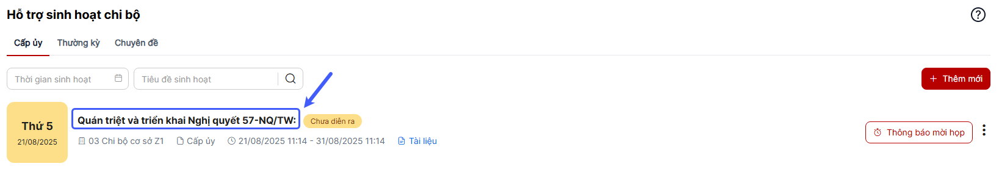 Hỗ trợ sinh hoạt chi bộ
Cấp ủy Thường kỳ Chuyên đề
Thời gian sinh hoạt Tiêu đề sinh hoạt + Thêm mới
Thứ 5
21/08/2025
Quán triệt và triển khai Nghị quyết 57-NQ/TW: Chưa diễn ra
03 Chi bộ cơ sở Z1 Cấp ủy 21/08/2025 11:14 - 31/08/2025 11:14 Tài liệu
Thông báo mời họp